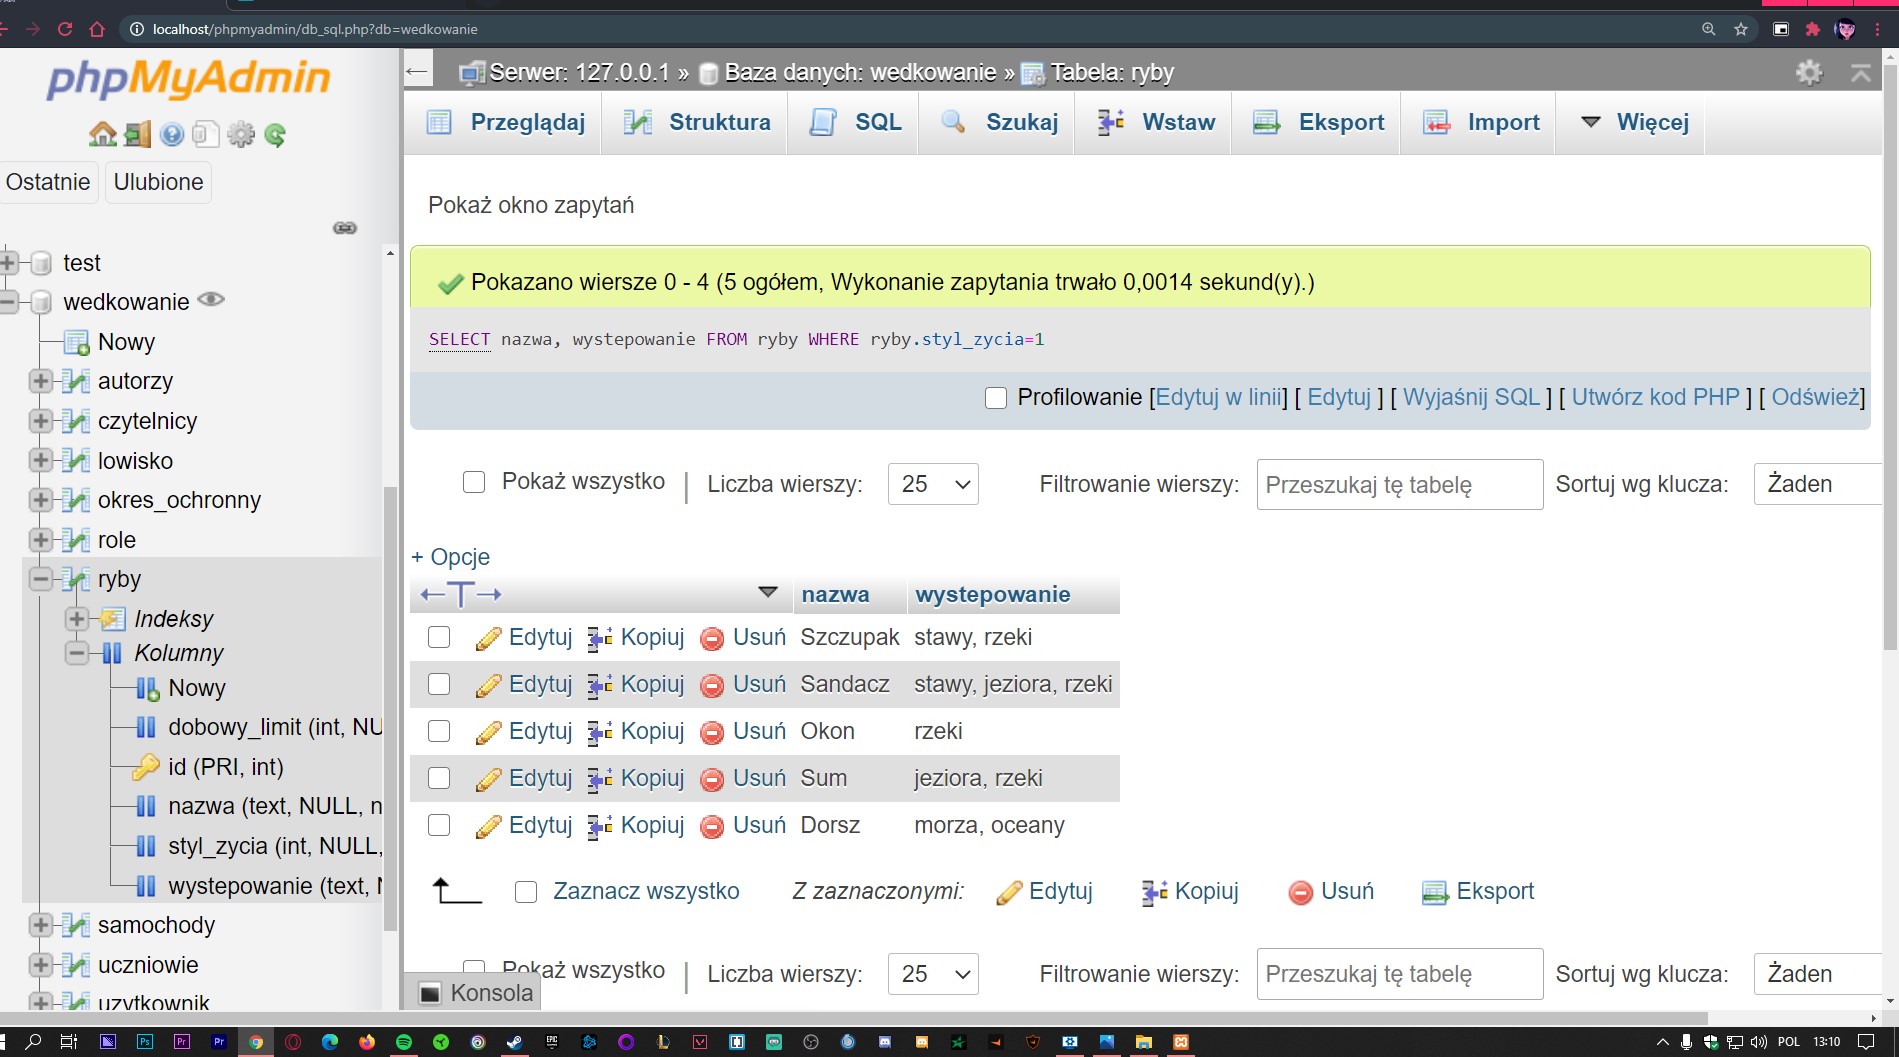 localhost/phpmyadmin/db_sql.php?db=wedkowanie
phpMyAdmin
Ostatnie Ulubione
test
wedkowanie
Nowy
autorzy
czytelnicy
lowisko
okres_ochronny
role
ryby
Indeksy
Kolumny
Nowy
dobowy_limit (int, NU
id (PRI, int)
nazwa (text, NULL, n
styl_zycia (int, NULL,
wystepowanie (text,
samochody
uczniowie
uzytkownik
Serwer: 127.0.0.1 » Baza danych: wedkowanie » Tabela: ryby
Przeglądaj Struktura SQL Szukaj Wstaw Eksport Import Więcej
Pokaż okno zapytań
Pokazano wiersze 0 - 4 (5 ogółem, Wykonanie zapytania trwało 0,0014 sekund(y).)
SELECT nazwa, wystepowanie FROM ryby WHERE ryby.styl_zycia=1
Profilowanie [Edytuj w linii] [ Edytuj ] [ Wyjaśnij SQL ] [ Utwórz kod PHP ] [ Odśwież]
Pokaż wszystko | Liczba wierszy: 25 Filtrowanie wierszy: Przeszukaj tę tabelę Sortuj wg klucza: Żaden
+ Opcje
←T→ nazwa wystepowanie
Edytuj Kopiuj Usuń Szczupak stawy, rzeki
Edytuj Kopiuj Usuń Sandacz stawy, jeziora, rzeki
Edytuj Kopiuj Usuń Okon rzeki
Edytuj Kopiuj Usuń Sum jeziora, rzeki
Edytuj Kopiuj Usuń Dorsz morza, oceany
Zaznacz wszystko Z zaznaczonymi: Edytuj Kopiuj Usuń Eksport
Pokaż wszystko | Liczba wierszy: 25 Filtrowanie wierszy: Przeszukaj tę tabelę Sortuj wg klucza: Żaden
Konsola
POL 13:10